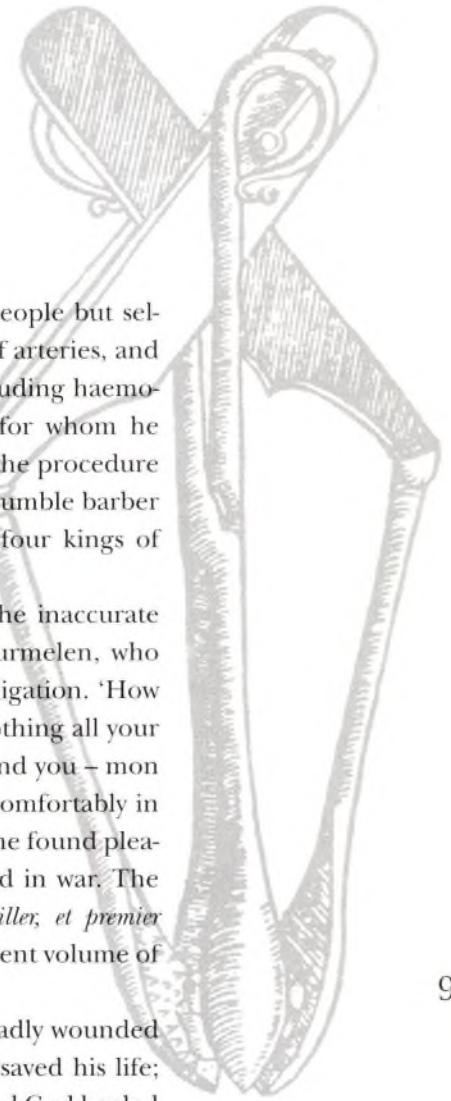 eople but sel-
f arteries, and
uding haemo-
for whom he
he procedure
umble barber
four kings of
he inaccurate
urmelen, who
igation. ‘How
thing all your
nd you – mon
omfortably in
he found plea-
d in war. The
iller, et premier
ent volume of
adly wounded
saved his life;
9